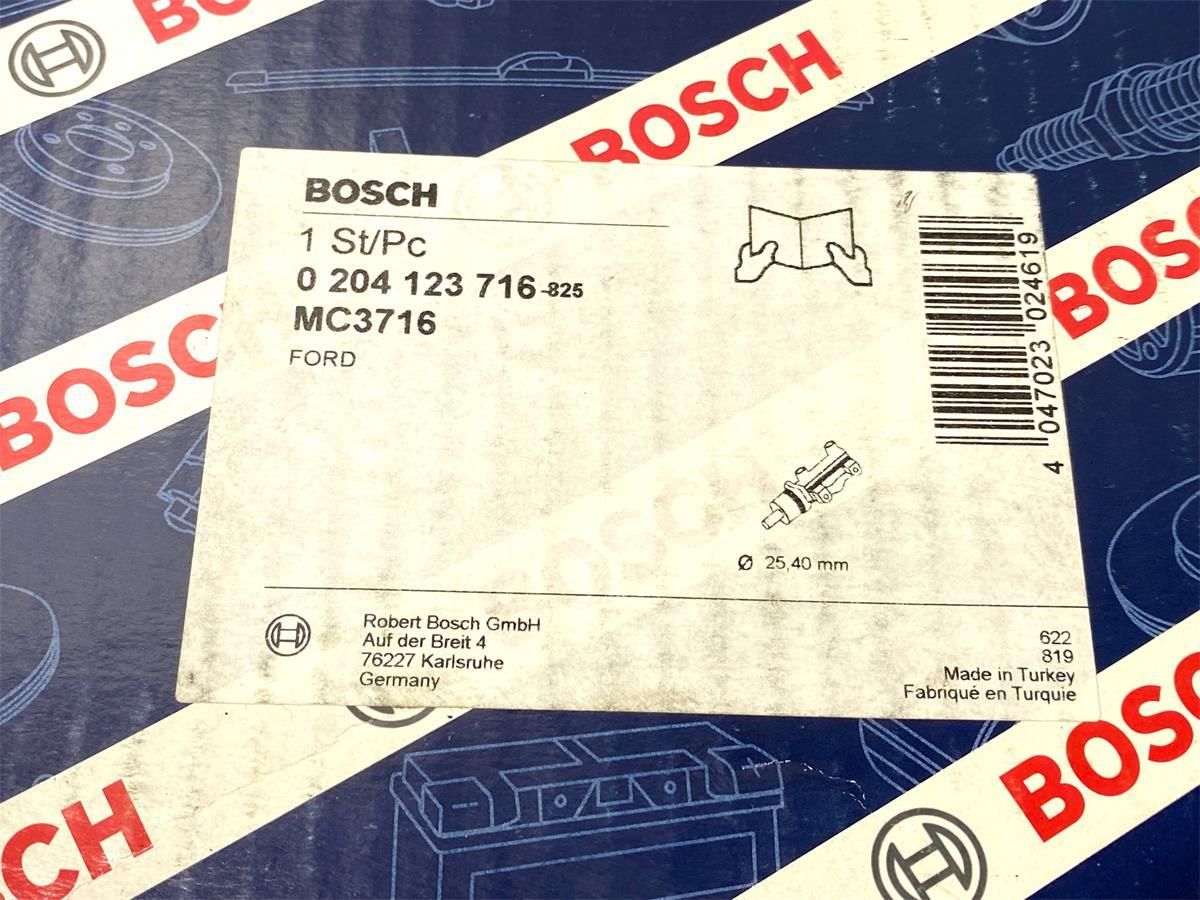 BOSCH
BOSCH
1 St/Pc
0 204 123 716-825
MC3716
FORD
4 047023 024619
Ø 25,40 mm
Robert Bosch GmbH
Auf der Breit 4
76227 Karlsruhe
Germany
622
819
Made in Turkey
Fabriqué en Turquie
BOSCH
BOSCH
BOSCH
BOSCH